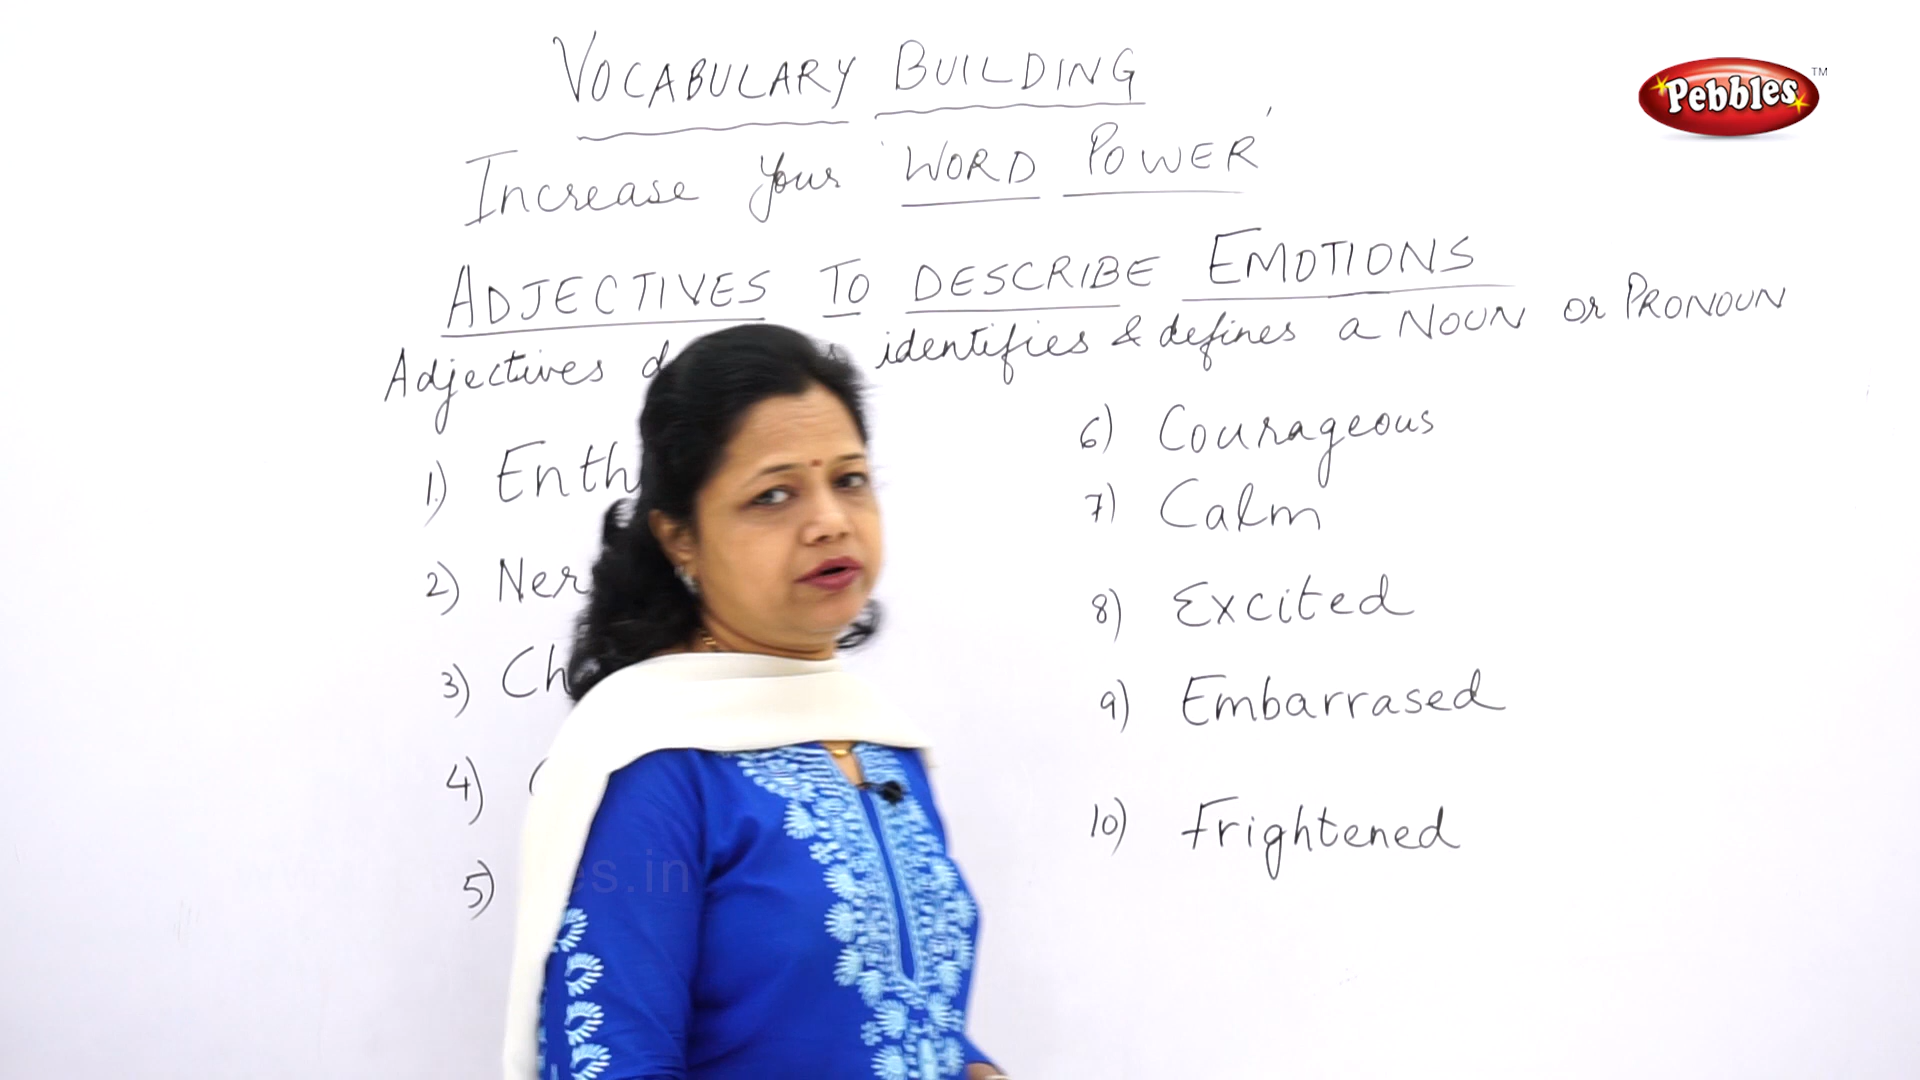 VOCABULARY BUILDING
Increase your 'WORD POWER'
ADJECTIVES TO DESCRIBE EMOTIONS
Adjectives identifies & defines a NOUN or PRONOUN
1) Enth
2) Ner
3) Ch
4)
5)
6) Courageous
7) Calm
8) Excited
9) Embarrased
10) Frightened
Pebbles TM